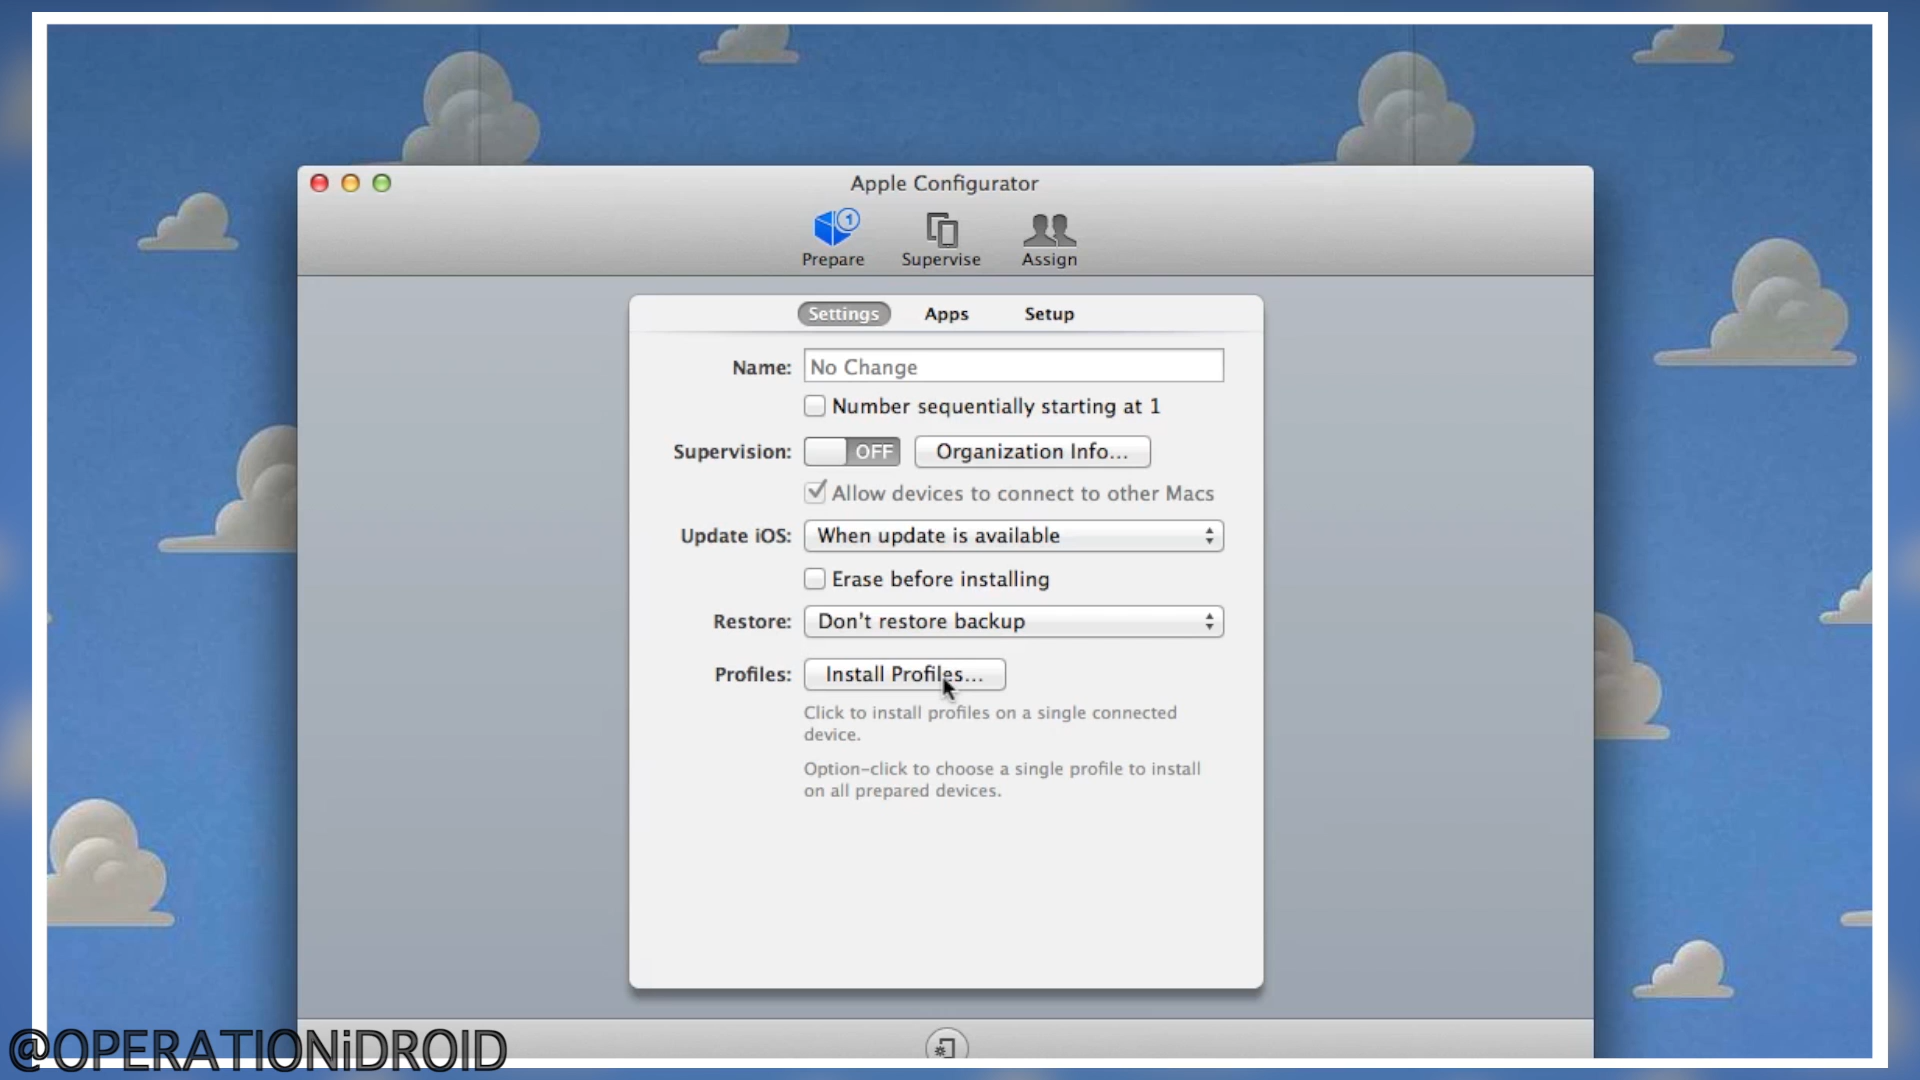 Apple Configurator
1
Prepare Supervise Assign
Settings Apps Setup
Name: No Change
Number sequentially starting at 1
Supervision: OFF Organization Info...
Allow devices to connect to other Macs
Update iOS: When update is available
Erase before installing
Restore: Don't restore backup
Profiles: Install Profiles...
Click to install profiles on a single connected
device.
Option-click to choose a single profile to install
on all prepared devices.
@OPERATIONiDROID